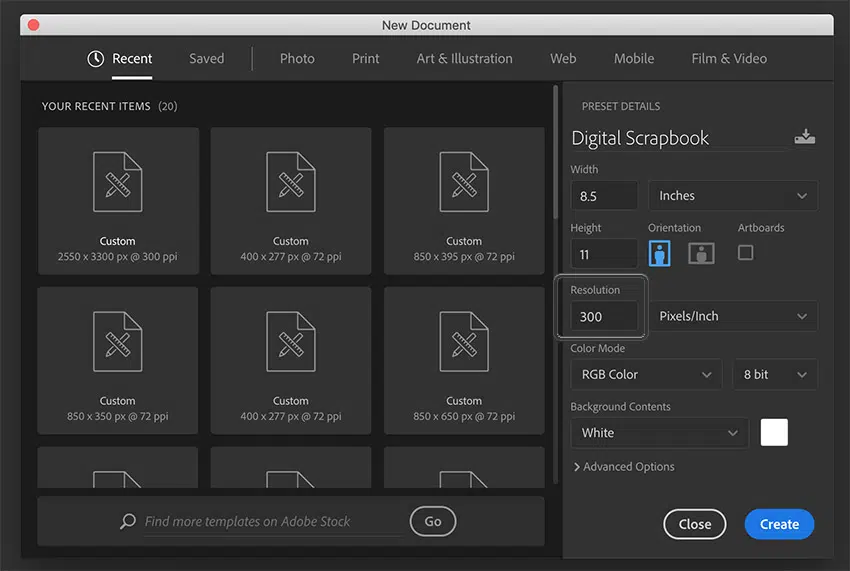 New Document
Recent
Saved
Photo
Print
Art & Illustration
Web
Mobile
Film & Video
YOUR RECENT ITEMS (20)
Custom
2550 x 3300 px @ 300 ppi
Custom
400 x 277 px @ 72 ppi
Custom
850 x 395 px @ 72 ppi
Custom
850 x 350 px @ 72 ppi
Custom
400 x 277 px @ 72 ppi
Custom
850 x 650 px @ 72 ppi
Find more templates on Adobe Stock
Go
PRESET DETAILS
Digital Scrapbook
Width
8.5
Inches
Height
Orientation
Artboards
11
Resolution
300
Pixels/Inch
Color Mode
RGB Color
8 bit
Background Contents
White
Advanced Options
Close
Create